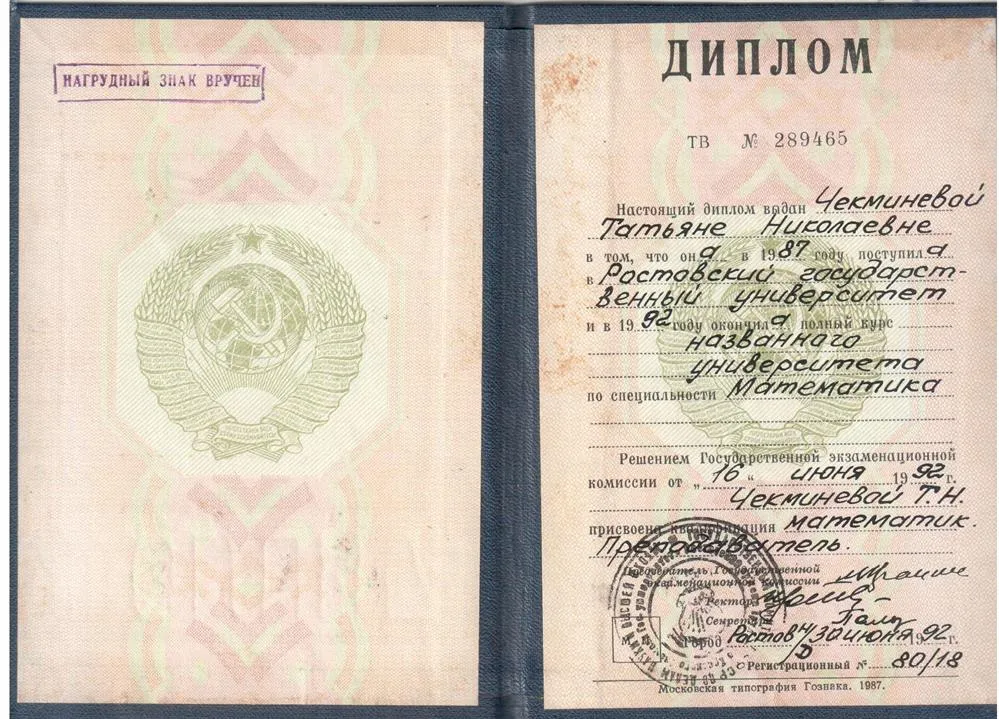 НАГРУДНЫЙ ЗНАК ВРУЧЕН
ДИПЛОМ
ТВ № 289465
Настоящий диплом выдан Чекминевой
Татьяне Николаевне
в том, что она в 1987 году поступила
в Ростовский государст-
венный университет
и в 1992 году окончила полный курс
названного
университета
по специальности Математика
Решением Государственной экзаменационной
комиссии от „16“ июня 1992 г.
Чекминевой Т.Н.
присвоена квалификация математик.
Преподаватель.
Председатель Государственной
экзаменационной комиссии
Ректор
Секретарь
М.
Город Ростов н/Д 30 июня 1992 г.
Регистрационный № 80/18
Московская типография Гознака. 1987.